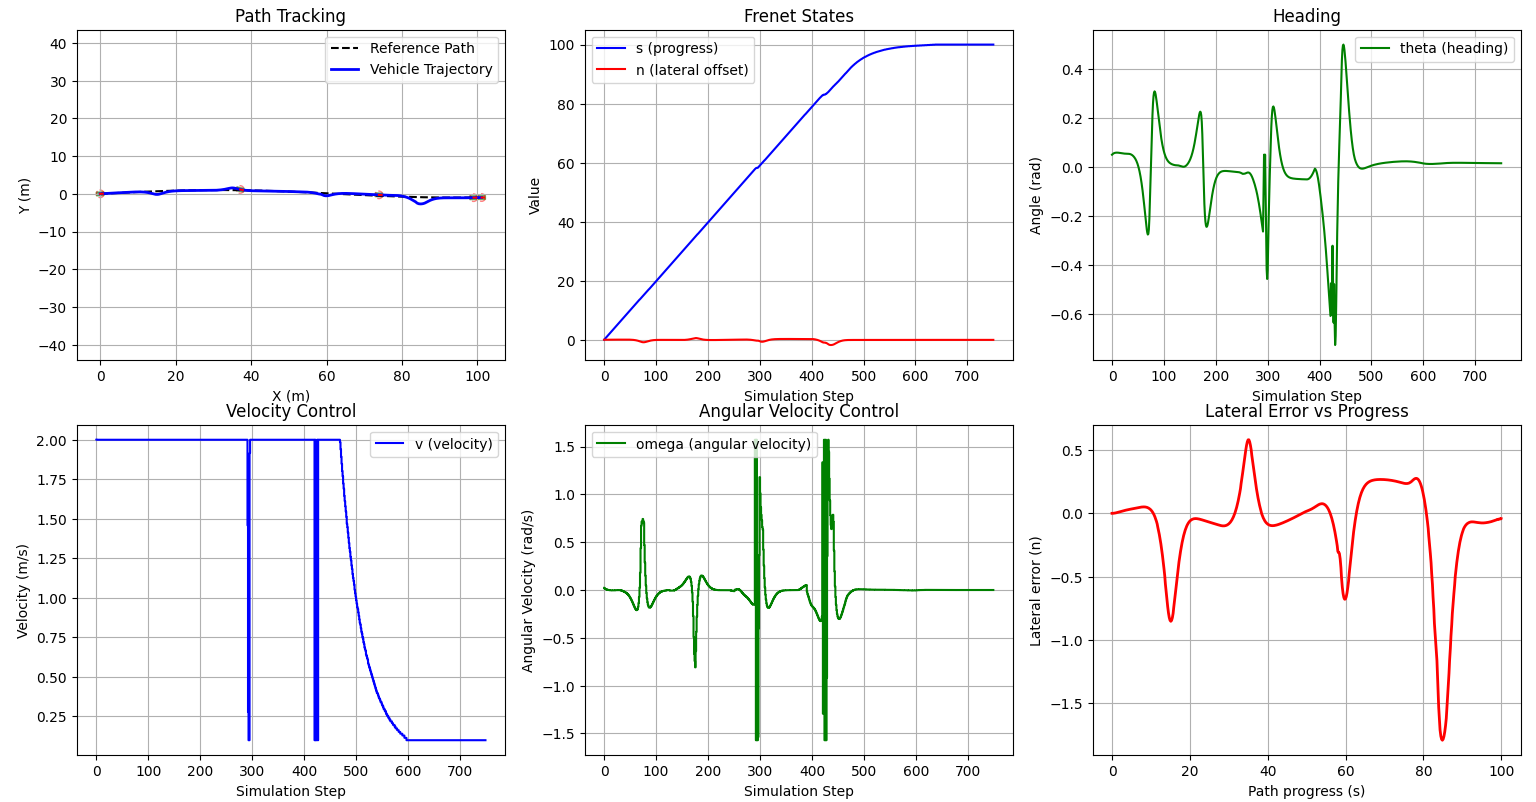 Path Tracking
Reference Path
Vehicle Trajectory
40
30
20
10
0
−10
−20
−30
−40
Y (m)
0 20 40 60 80 100
X (m)
Frenet States
s (progress)
n (lateral offset)
100
80
60
40
20
0
Value
0 100 200 300 400 500 600 700
Simulation Step
Heading
theta (heading)
0.4
0.2
0.0
−0.2
−0.4
−0.6
Angle (rad)
0 100 200 300 400 500 600 700
Simulation Step
Velocity Control
v (velocity)
2.00
1.75
1.50
1.25
1.00
0.75
0.50
0.25
Velocity (m/s)
0 100 200 300 400 500 600 700
Simulation Step
Angular Velocity Control
omega (angular velocity)
1.5
1.0
0.5
0.0
−0.5
−1.0
−1.5
Angular Velocity (rad/s)
0 100 200 300 400 500 600 700
Simulation Step
Lateral Error vs Progress
0.5
0.0
−0.5
−1.0
−1.5
Lateral error (n)
0 20 40 60 80 100
Path progress (s)